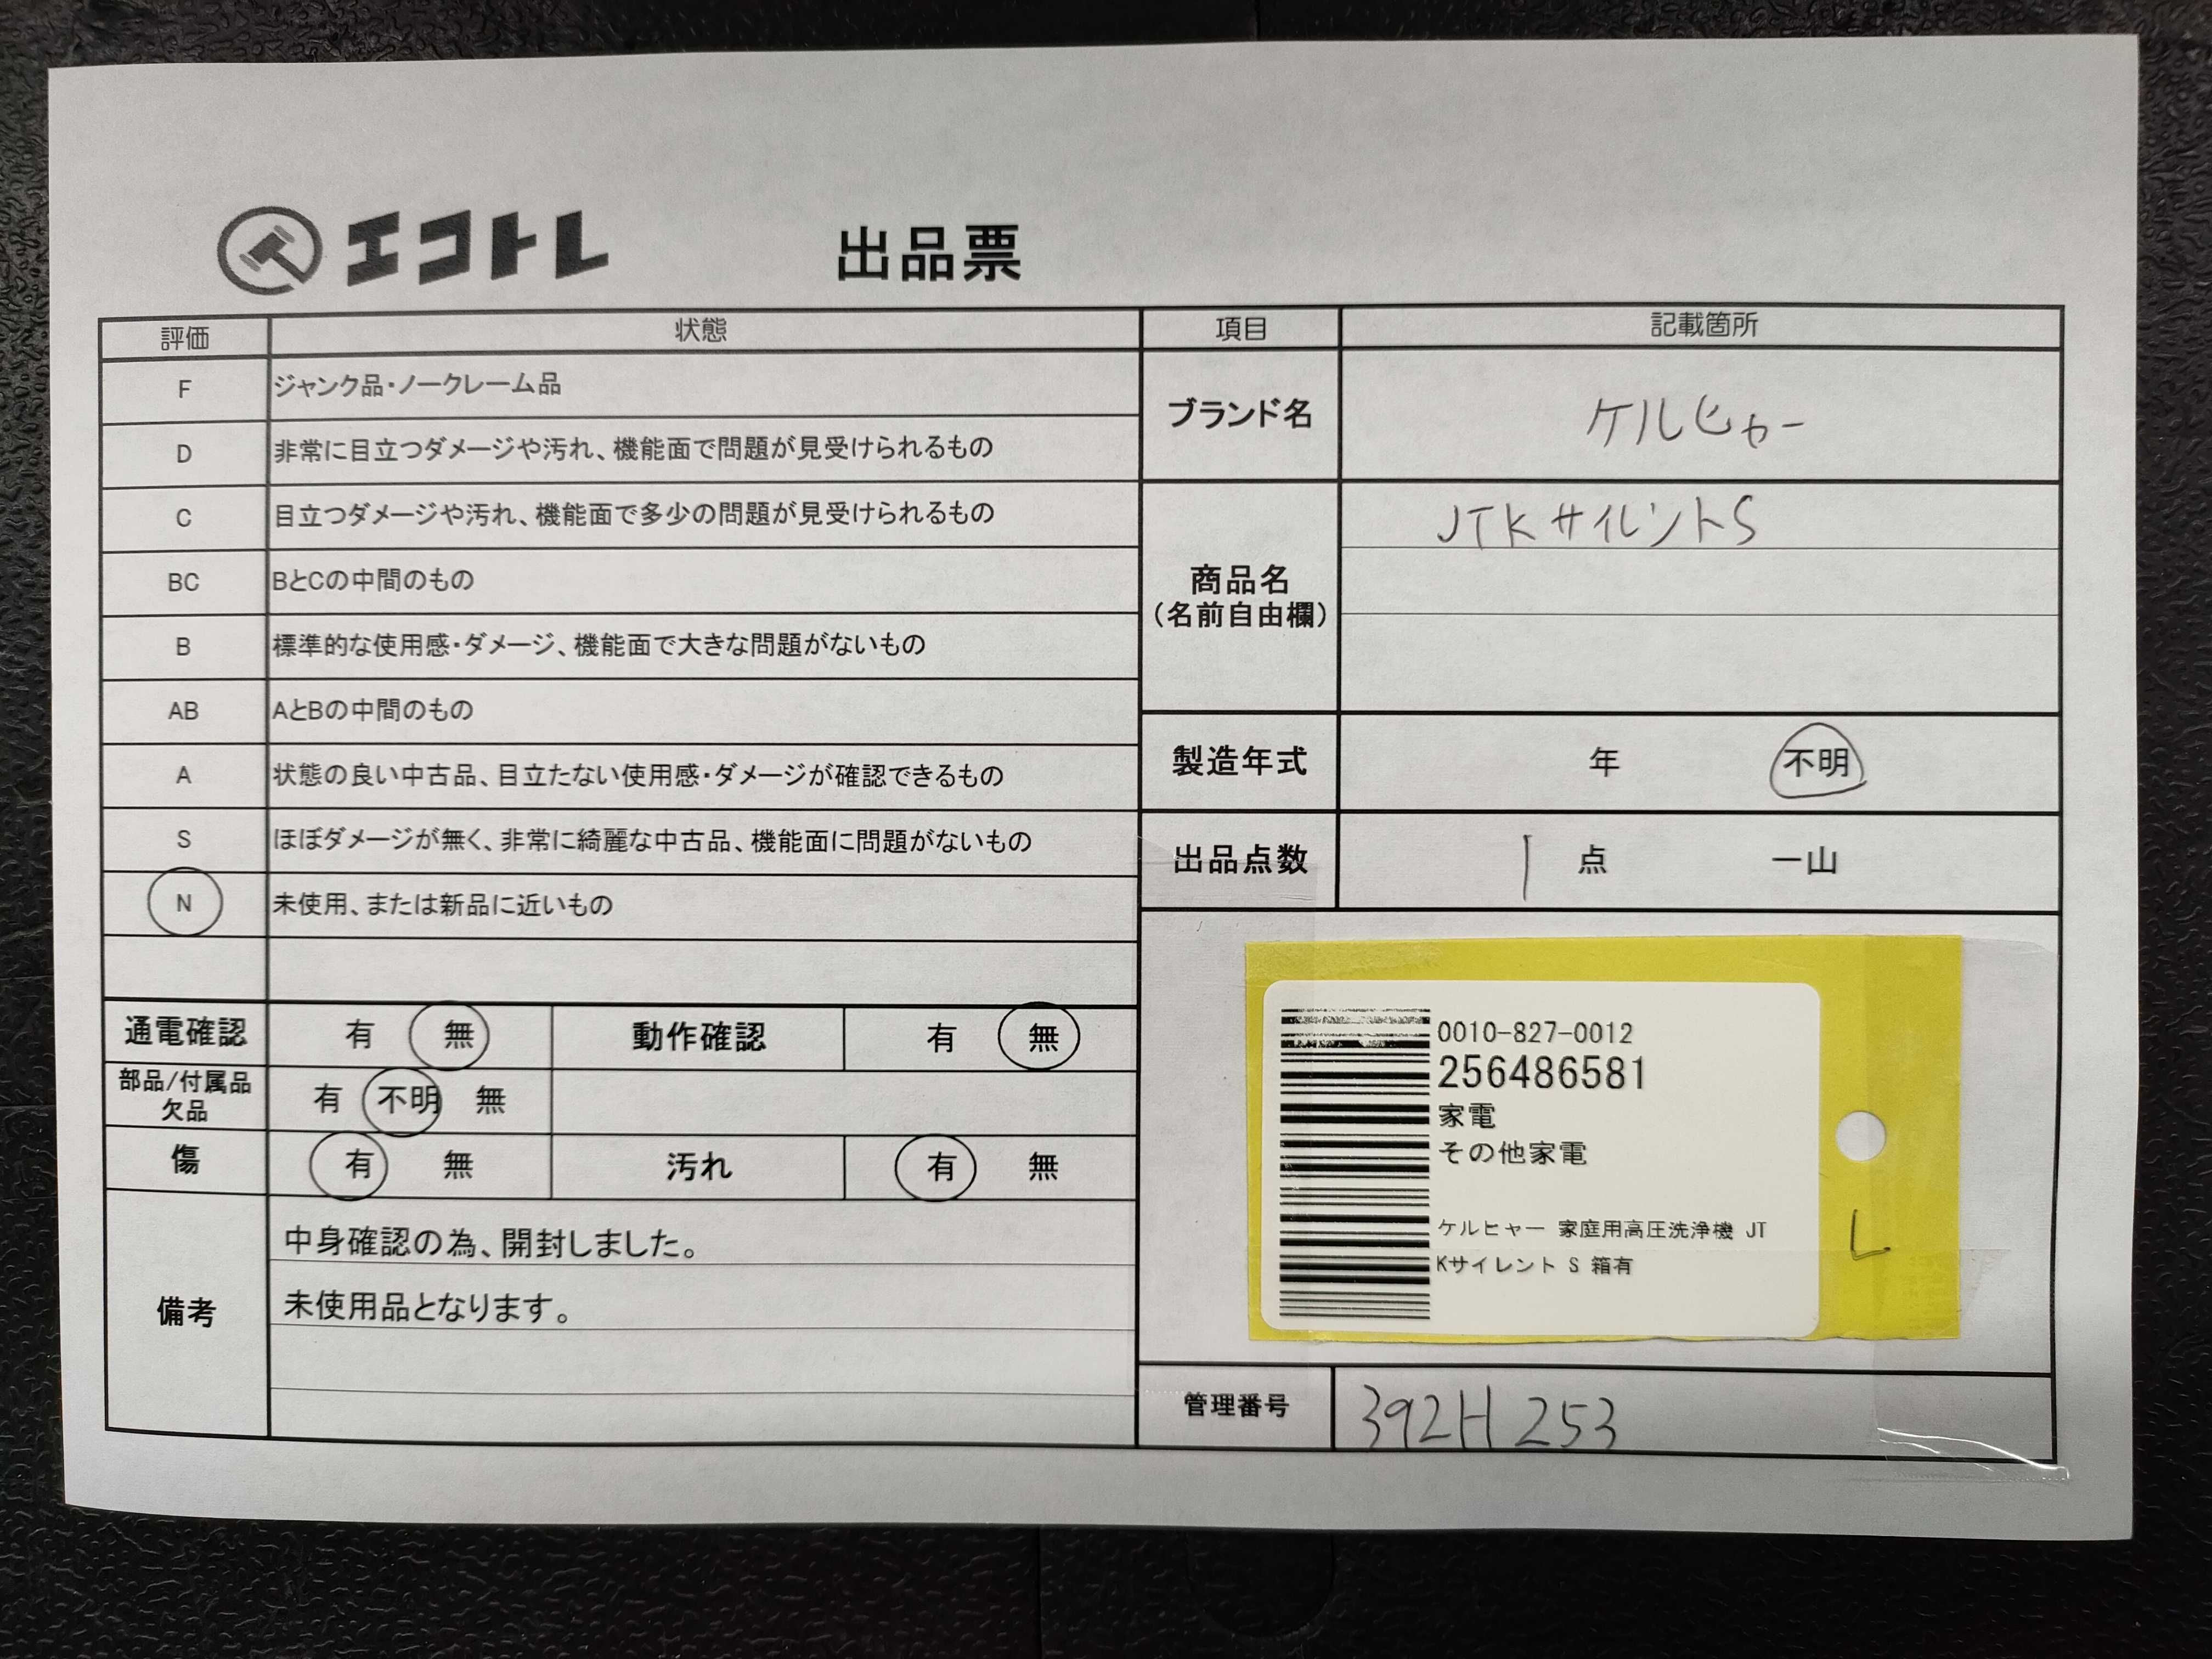 エコトレ
出品票
評価 状態
F ジャンク品・ノークレーム品
D 非常に目立つダメージや汚れ、機能面で問題が見受けられるもの
C 目立つダメージや汚れ、機能面で多少の問題が見受けられるもの
BC BとCの中間のもの
B 標準的な使用感・ダメージ、機能面で大きな問題がないもの
AB AとBの中間のもの
A 状態の良い中古品、目立たない使用感・ダメージが確認できるもの
S ほぼダメージが無く、非常に綺麗な中古品、機能面に問題がないもの
N 未使用、または新品に近いもの
通電確認 有 無 動作確認 有 無
部品/付属品
欠品 有 不明 無
傷 有 無 汚れ 有 無
備考
中身確認の為、開封しました。
未使用品となります。
項目 記載箇所
ブランド名 ケルヒャー
商品名
(名前自由欄)
JTKサイレントS
製造年式 年 不明
出品点数 1 点 一山
0010-827-0012
256486581
家電
その他家電
ケルヒャー 家庭用高圧洗浄機 JT
Kサイレント S 箱有
L
管理番号 392H 253